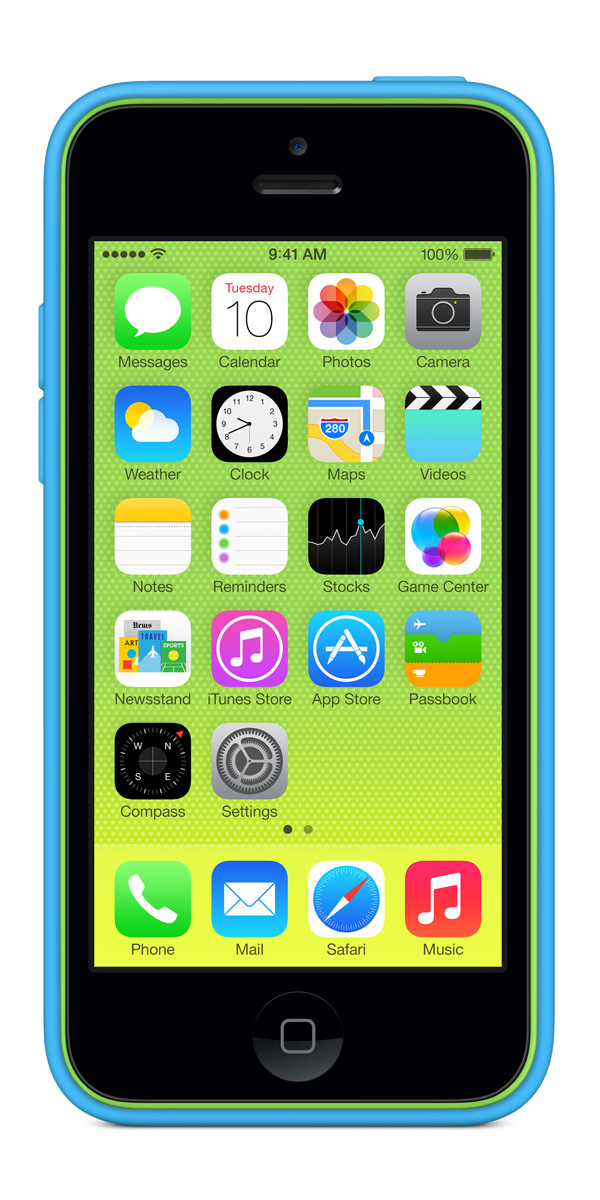 9:41 AM 100%
Tuesday
10
Messages Calendar Photos Camera
12
11 1
10 2
9 3
8 4
7 5
6
280
Weather Clock Maps Videos
Notes Reminders Stocks Game Center
News
TRAVEL
ART SPORTS
Newsstand iTunes Store App Store Passbook
W N
S E
Compass Settings
Phone Mail Safari Music